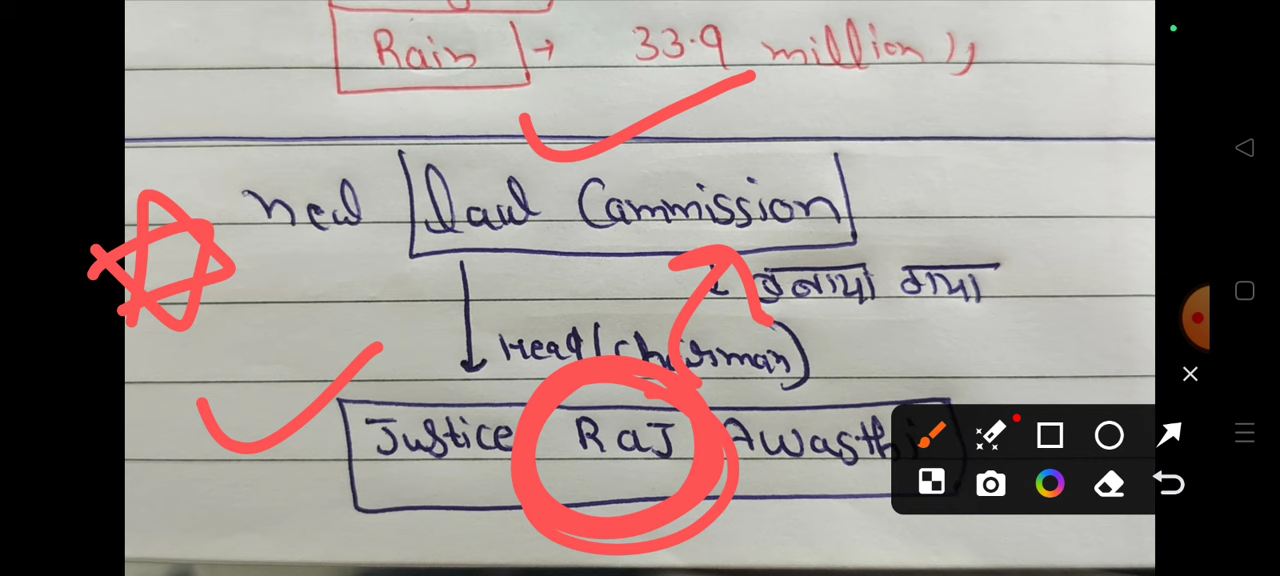 Rain → 33.9 million,,
New Law Commission
↓ बनाया गया
↓ Head (Chairman)
Justice RaJ Awasthi